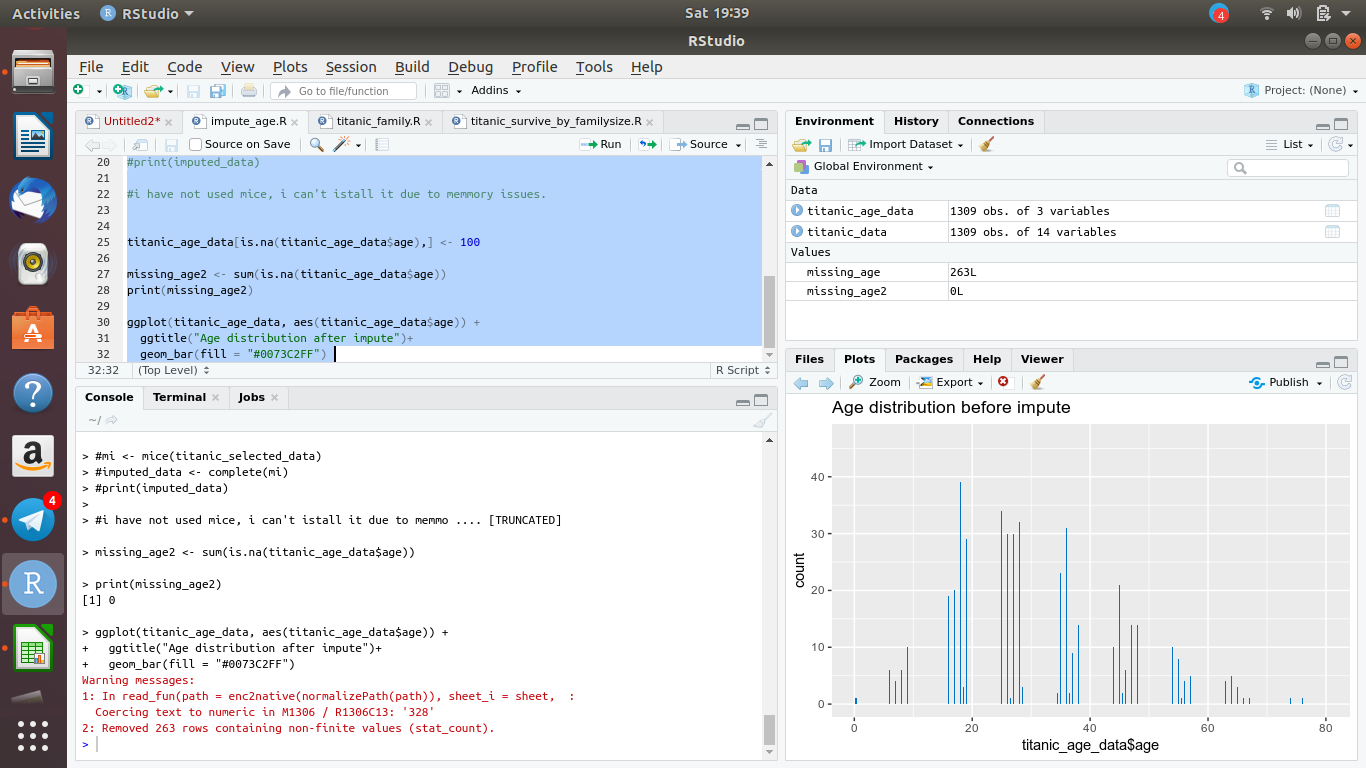 Activities RStudio Sat 19:39 4
RStudio
File Edit Code View Plots Session Build Debug Profile Tools Help
Go to file/function Addins Project: (None)
Untitled2* impute_age.R titanic_family.R titanic_survive_by_familysize.R
Source on Save Run Source
20 #print(imputed_data)
21
22 #i have not used mice, i can't istall it due to memmory issues.
23
24
25 titanic_age_data[is.na(titanic_age_data$age),] <- 100
26
27 missing_age2 <- sum(is.na(titanic_age_data$age))
28 print(missing_age2)
29
30 ggplot(titanic_age_data, aes(titanic_age_data$age)) +
31 ggtitle("Age distribution after impute")+
32 geom_bar(fill = "#0073C2FF")
32:32 (Top Level) R Script
Console Terminal Jobs
~/
> #mi <- mice(titanic_selected_data)
> #imputed_data <- complete(mi)
> #print(imputed_data)
>
> #i have not used mice, i can't istall it due to memmo .... [TRUNCATED]
> missing_age2 <- sum(is.na(titanic_age_data$age))
> print(missing_age2)
[1] 0
> ggplot(titanic_age_data, aes(titanic_age_data$age)) +
+ ggtitle("Age distribution after impute")+
+ geom_bar(fill = "#0073C2FF")
Warning messages:
1: In read_fun(path = enc2native(normalizePath(path)), sheet_i = sheet, :
Coercing text to numeric in M1306 / R1306C13: '328'
2: Removed 263 rows containing non-finite values (stat_count).
>
Environment History Connections
Import Dataset List
Global Environment
Data
titanic_age_data 1309 obs. of 3 variables
titanic_data 1309 obs. of 14 variables
Values
missing_age 263L
missing_age2 0L
Files Plots Packages Help Viewer
Zoom Export Publish
Age distribution before impute
40
30
20
10
0
count
0 20 40 60 80
titanic_age_data$age
A
?
a
4
R